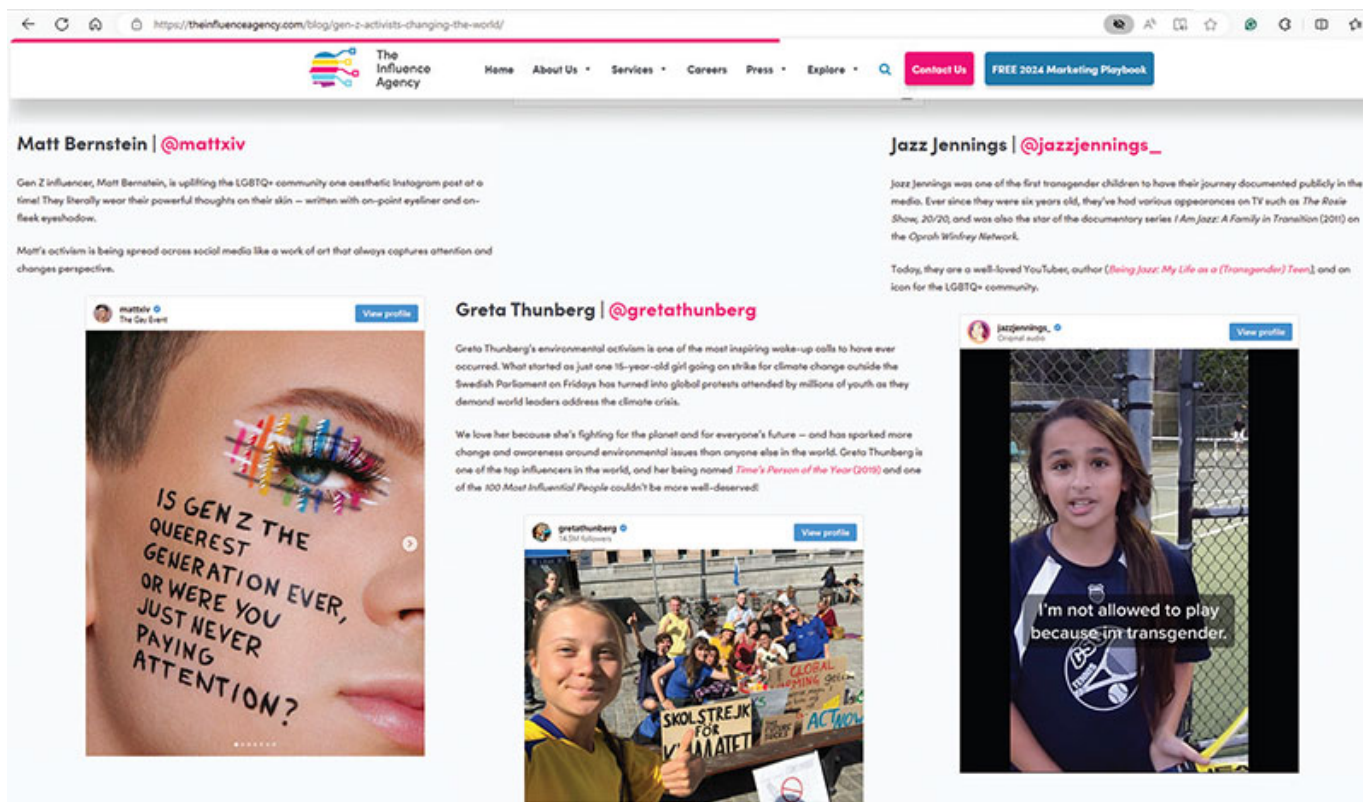 https://theinfluenceagency.com/blog/gen-z-activists-changing-the-world/
The
Influence
Agency
Home About Us Services Careers Press Explore Contact Us FREE 2024 Marketing Playbook
Matt Bernstein | @mattxiv
Gen Z influencer, Matt Bernstein, is uplifting the LGBTQ+ community one aesthetic Instagram post at a
time! They literally wear their powerful thoughts on their skin — written with on-point eyeliner and on-
fleek eyeshadow.
Matt's activism is being spread across social media like a work of art that always captures attention and
changes perspective.
mattxiv
The Gay Event
View profile
IS GEN Z THE
QUEEREST
GENERATION EVER,
OR WERE YOU
JUST NEVER
PAYING
ATTENTION?
Greta Thunberg | @gretathunberg
Greta Thunberg's environmental activism is one of the most inspiring wake-up calls to have ever
occurred. What started as just one 15-year-old girl going on strike for climate change outside the
Swedish Parliament on Fridays has turned into global protests attended by millions of youth as they
demand world leaders address the climate crisis.
We love her because she's fighting for the planet and for everyone's future — and has sparked more
change and awareness around environmental issues than anyone else in the world. Greta Thunberg is
one of the top influencers in the world, and her being named Time's Person of the Year (2019) and one
of the 100 Most Influential People couldn't be more well-deserved!
gretathunberg
14.5M followers
View profile
GLOBAL
WARMING
SKOLSTREJK
FÖR
KLIMATET
ACT NOW
Jazz Jennings | @jazzjennings_
Jazz Jennings was one of the first transgender children to have their journey documented publicly in the
media. Ever since they were six years old, they've had various appearances on TV such as The Rosie
Show, 20/20, and was also the star of the documentary series I Am Jazz: A Family in Transition (2011) on
the Oprah Winfrey Network.
Today, they are a well-loved YouTuber, author (Being Jazz: My Life as a (Transgender) Teen), and an
icon for the LGBTQ+ community.
jazzjennings_
Original audio
View profile
I'm not allowed to play
because im transgender.